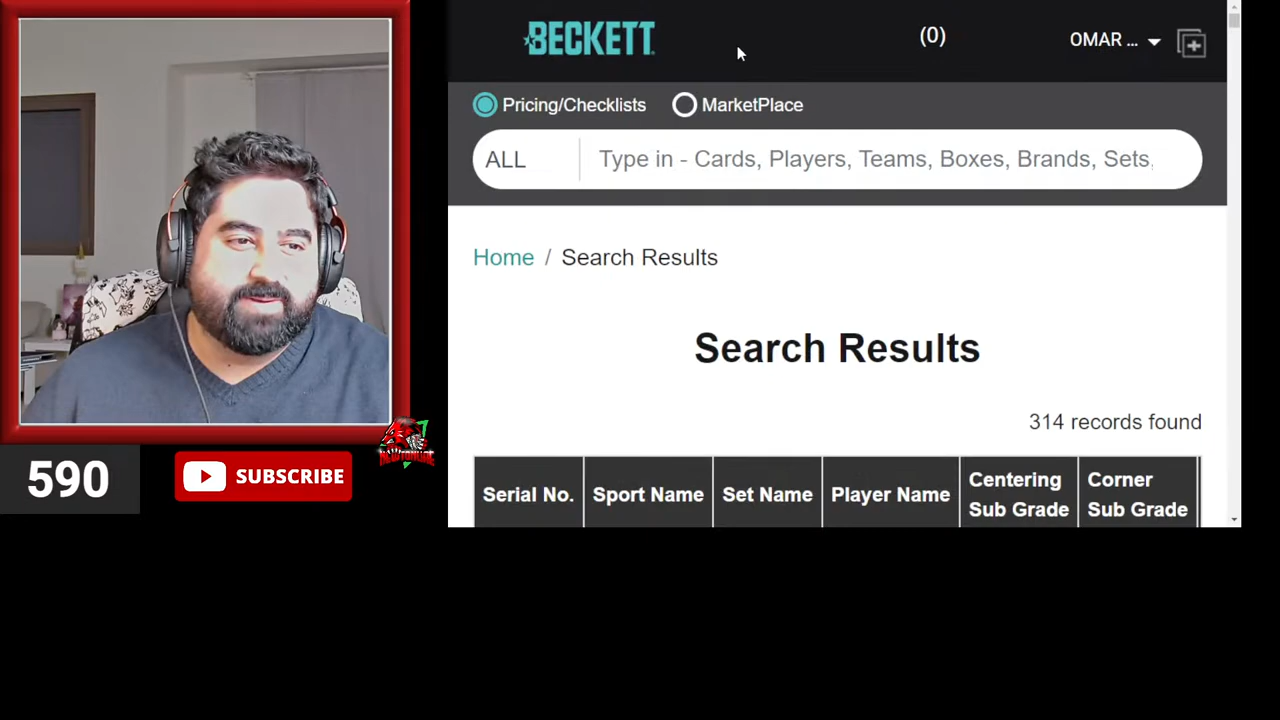 BECKETT
(0)
OMAR ...
Pricing/Checklists
MarketPlace
ALL
Type in - Cards, Players, Teams, Boxes, Brands, Sets,
Home / Search Results
Search Results
314 records found
Serial No.
Sport Name
Set Name
Player Name
Centering
Sub Grade
Corner
Sub Grade
590
SUBSCRIBE